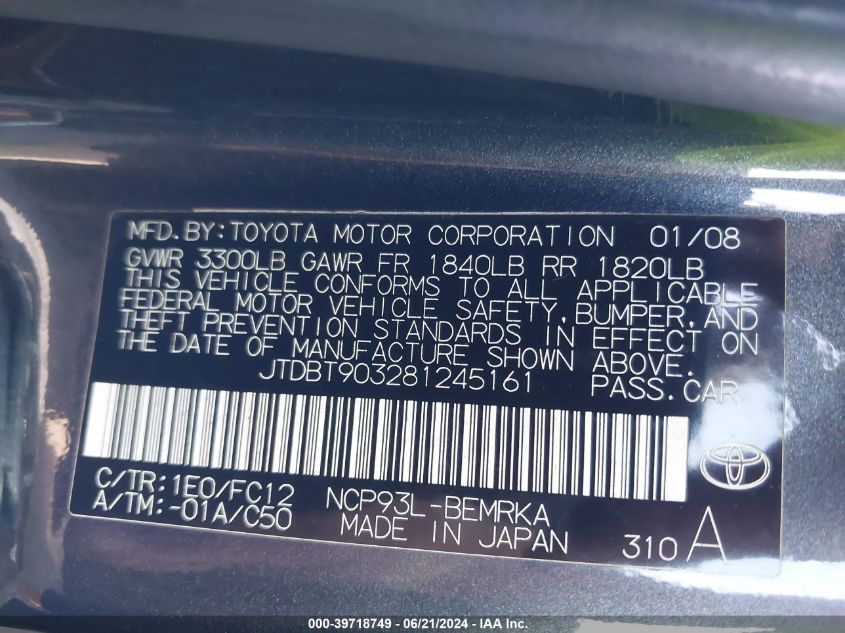 MFD.BY:TOYOTA MOTOR CORPORATION 01/08
GVWR 3300LB GAWR FR 1840LB RR 1820LB
THIS VEHICLE CONFORMS TO ALL APPLICABLE
FEDERAL MOTOR VEHICLE SAFETY, BUMPER, AND
THEFT PREVENTION STANDARDS IN EFFECT ON
THE DATE OF MANUFACTURE SHOWN ABOVE.
JTDBT903281245161 PASS.CAR
C/TR:1E0/FC12 NCP93L-BEMRKA
A/TM:-01A/C50 MADE IN JAPAN 310 A
000-39718749 - 06/21/2024 - IAA Inc.